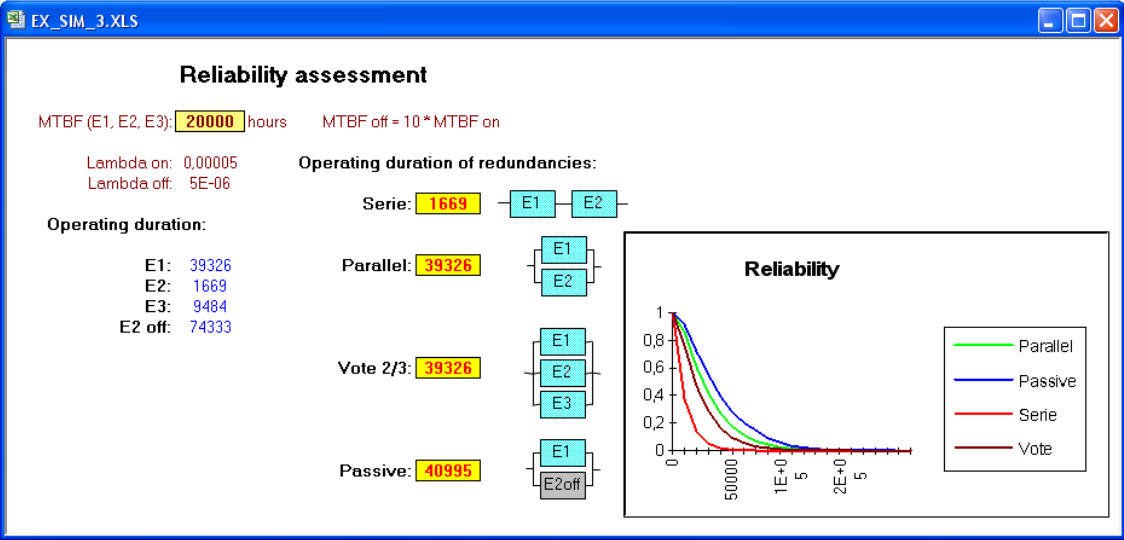 EX_SIM_3.XLS
Reliability assessment
MTBF (E1, E2, E3): 20000 hours MTBF off = 10 * MTBF on
Lambda on: 0,00005
Lambda off: 5E-06
Operating duration of redundancies:
Serie: 1669 E1 E2
Operating duration:
E1: 39326
E2: 1669
E3: 9484
E2 off: 74333
Parallel: 39326 E1
E2
Vote 2/3: 39326 E1
E2
E3
Passive: 40995 E1
E2off
Reliability
1
0,8
0,6
0,4
0,2
0
0
50000
1E+0
5
2E+0
5
Parallel
Passive
Serie
Vote